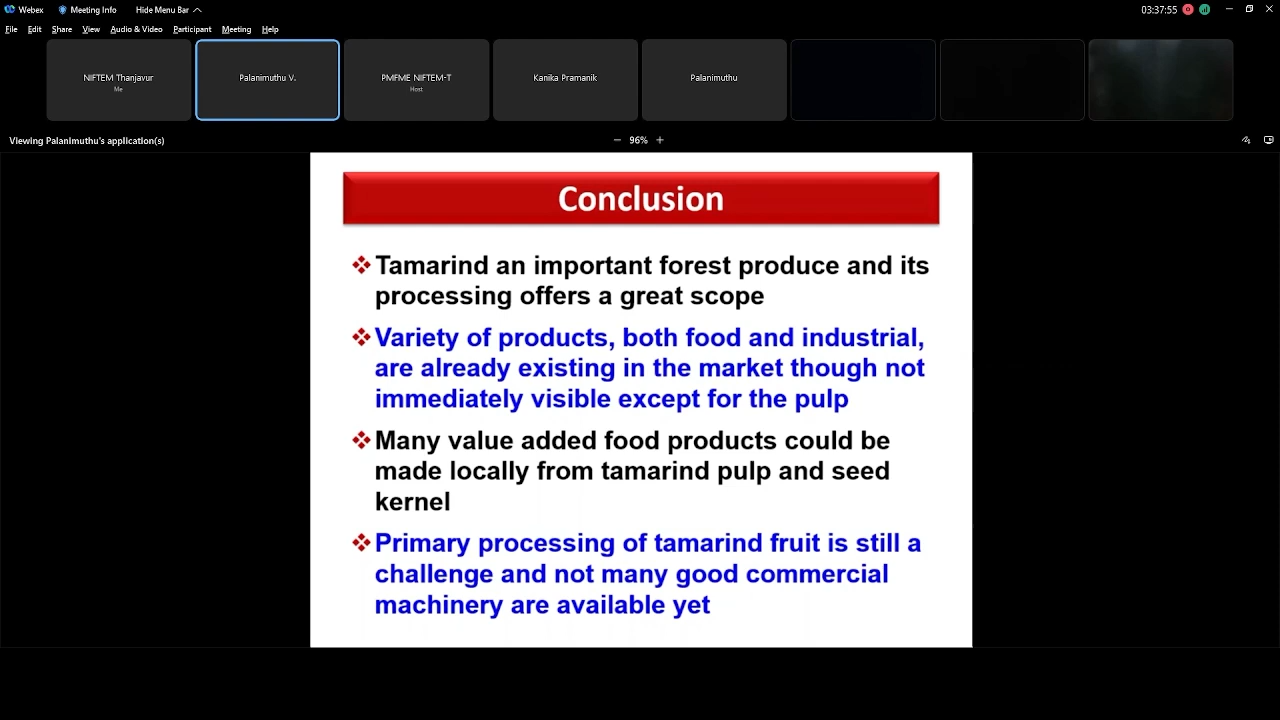 Webex
Meeting Info
Hide Menu Bar
03:37:55
File Edit Share View Audio & Video Participant Meeting Help
NIFTEM Thanjavur
Me
Palanimuthu V.
PMFME NIFTEM-T
Host
Kanika Pramanik
Palanimuthu
Viewing Palanimuthu's application(s)
− 96% +
Conclusion
Tamarind an important forest produce and its
processing offers a great scope
Variety of products, both food and industrial,
are already existing in the market though not
immediately visible except for the pulp
Many value added food products could be
made locally from tamarind pulp and seed
kernel
Primary processing of tamarind fruit is still a
challenge and not many good commercial
machinery are available yet